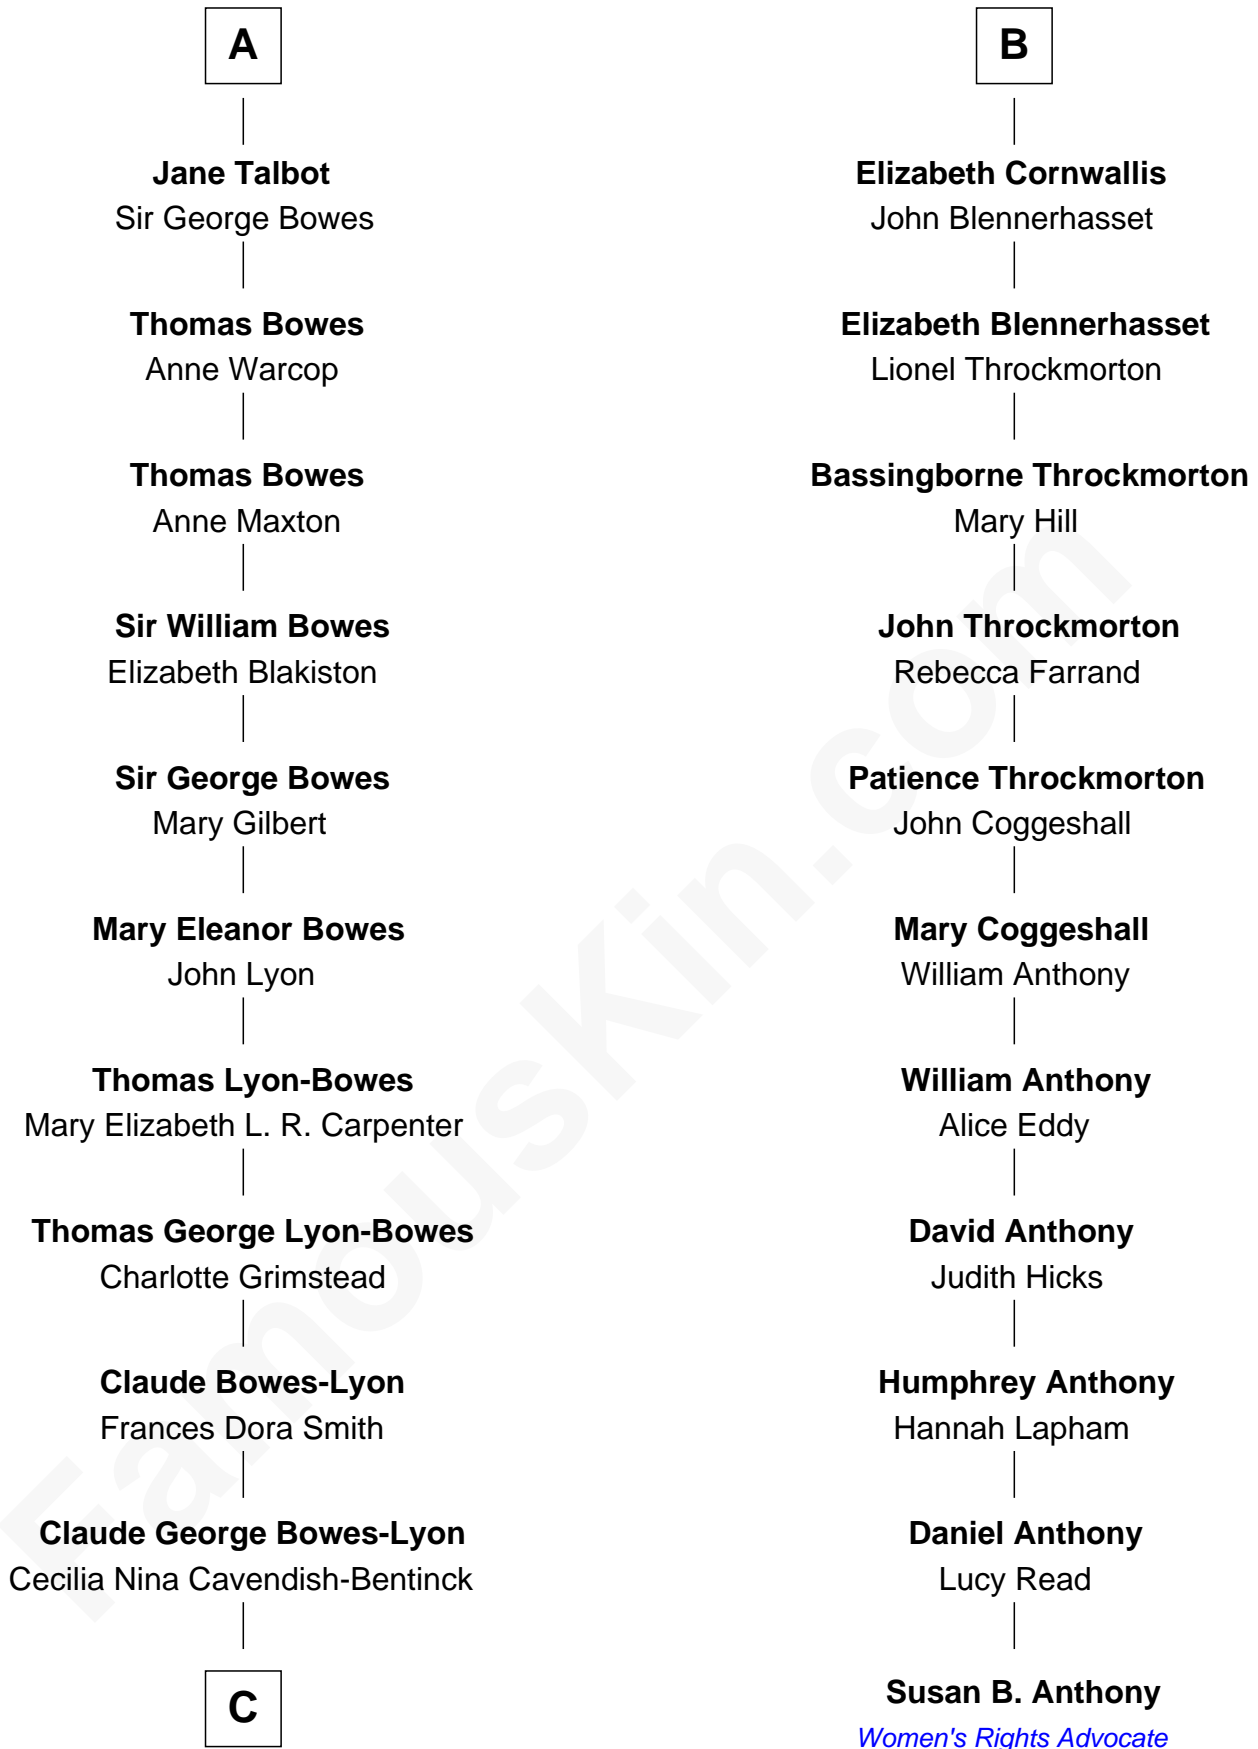 A
Jane Talbot
Sir George Bowes
Thomas Bowes
Anne Warcop
Thomas Bowes
Anne Maxton
Sir William Bowes
Elizabeth Blakiston
Sir George Bowes
Mary Gilbert
Mary Eleanor Bowes
John Lyon
Thomas Lyon-Bowes
Mary Elizabeth L. R. Carpenter
Thomas George Lyon-Bowes
Charlotte Grimstead
Claude Bowes-Lyon
Frances Dora Smith
Claude George Bowes-Lyon
Cecilia Nina Cavendish-Bentinck
C
B
Elizabeth Cornwallis
John Blennerhasset
Elizabeth Blennerhasset
Lionel Throckmorton
Bassingborne Throckmorton
Mary Hill
John Throckmorton
Rebecca Farrand
Patience Throckmorton
John Coggeshall
Mary Coggeshall
William Anthony
William Anthony
Alice Eddy
David Anthony
Judith Hicks
Humphrey Anthony
Hannah Lapham
Daniel Anthony
Lucy Read
Susan B. Anthony
Women's Rights Advocate
FamousKin.com